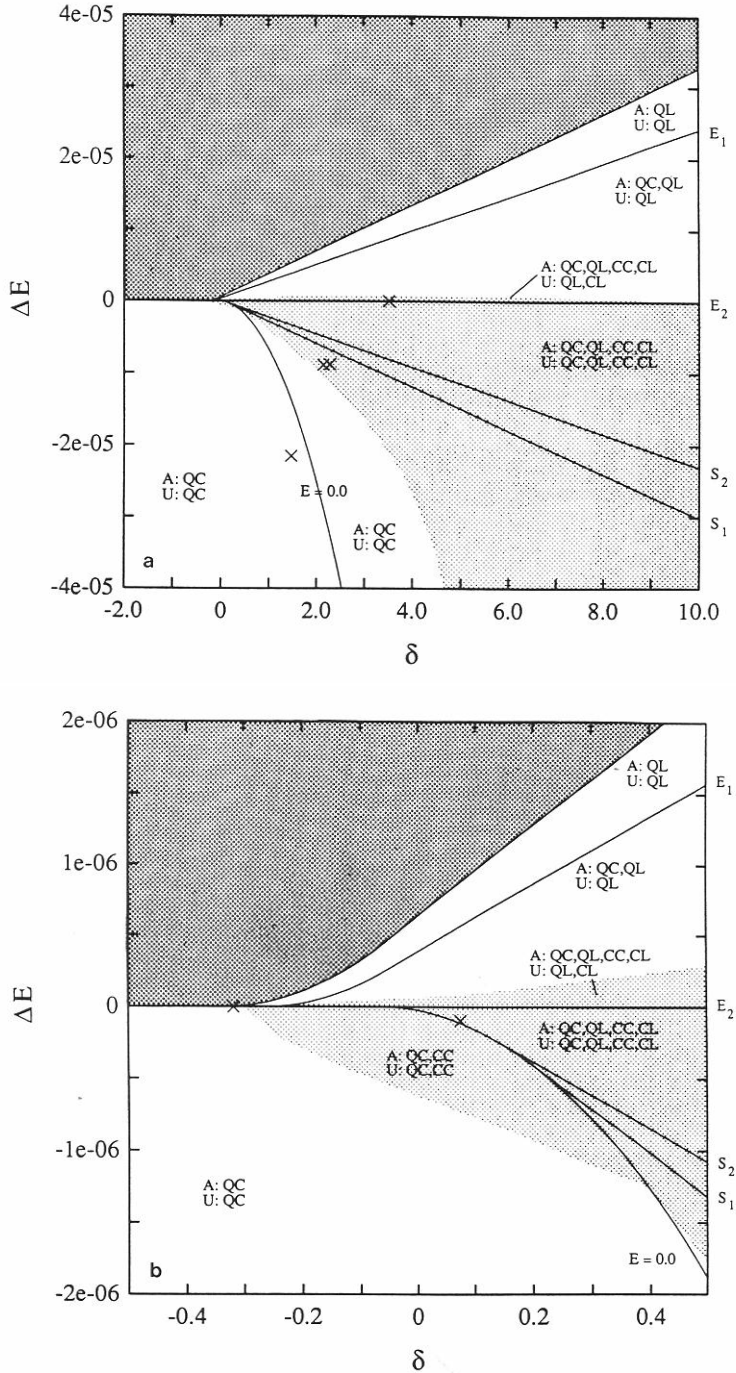 4e-05
A: QL
U: QL
E1
2e-05
A: QC,QL
U: QL
A: QC,QL,CC,CL
U: QL,CL
ΔE
0
E2
A: QC,QL,CC,CL
U: QC,QL,CC,CL
-2e-05
S2
A: QC
U: QC
E = 0.0
S1
A: QC
U: QC
a
-4e-05
-2.0 0 2.0 4.0 6.0 8.0 10.0
δ
2e-06
A: QL
U: QL
E1
1e-06
A: QC,QL
U: QL
A: QC,QL,CC,CL
U: QL,CL
ΔE
0
E2
A: QC,QL,CC,CL
U: QC,QL,CC,CL
A: QC,CC
U: QC,CC
-1e-06
S2
A: QC
U: QC
S1
E = 0.0
b
-2e-06
-0.4 -0.2 0 0.2 0.4
δ